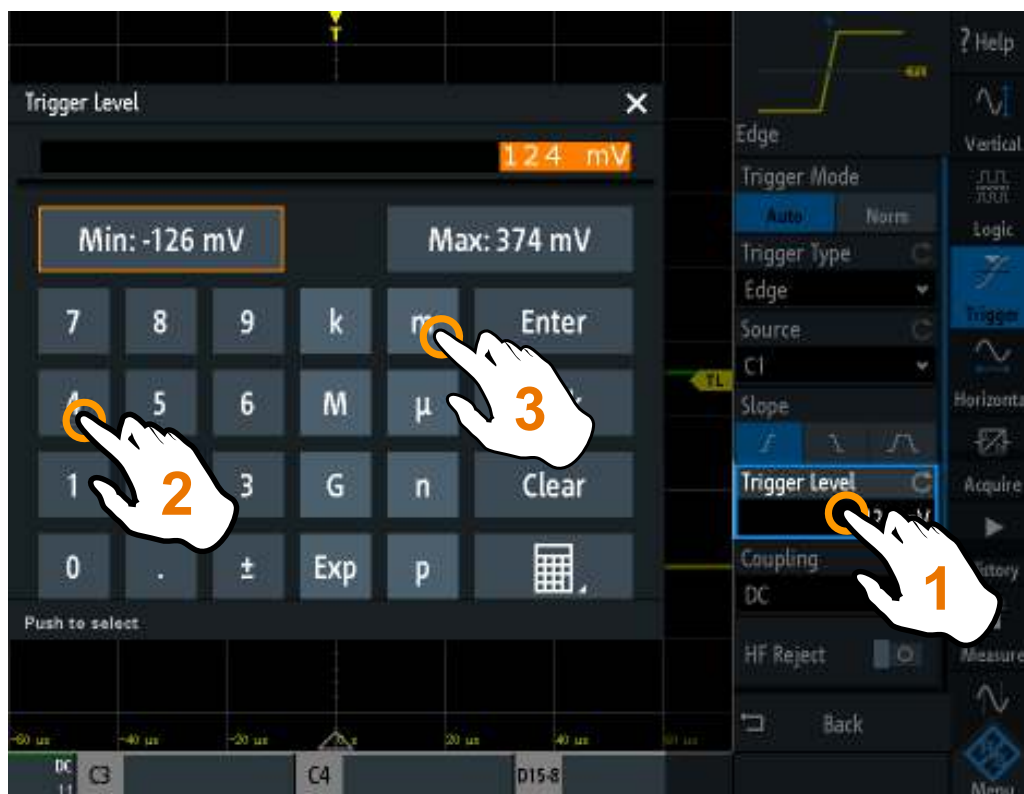 T
Trigger Level
124 mV
Min: -126 mV
Max: 374 mV
7 8 9 k m Enter
5 6 M µ
1 3 G n Clear
0 . ± Exp p
Push to select
-60 us -40 us -20 us 20 us 40 us
DC
C3 C4 D15-8
Edge
Trigger Mode
Auto Norm
Trigger Type
Edge
Source
C1
TL
Slope
Trigger Level
Coupling
DC
HF Reject
Back
? Help
Vertical
Logic
Trigger
Horizonta
Acquire
Measure
Menu
1
2
3